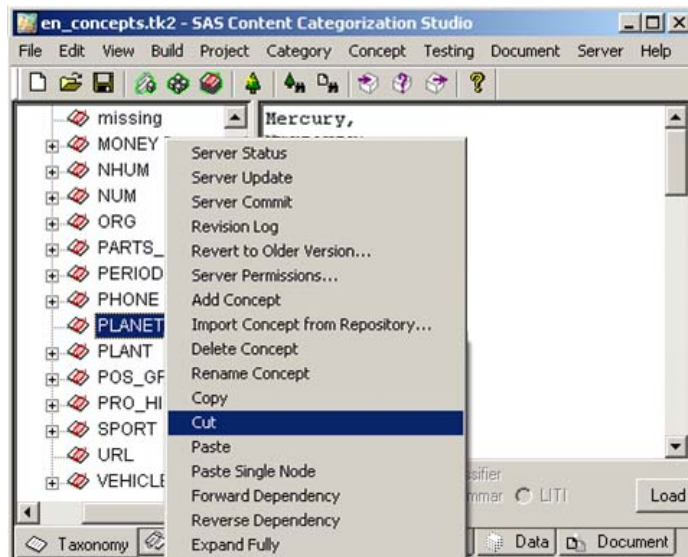 en_concepts.tk2 - SAS Content Categorization Studio
File Edit View Build Project Category Concept Testing Document Server Help
missing
MONEY
NHUM
NUM
ORG
PARTS_
PERIOD
PHONE
PLANET
PLANT
POS_GF
PRO_HI
SPORT
URL
VEHICLE
Mercury,
Server Status
Server Update
Server Commit
Revision Log
Revert to Older Version...
Server Permissions...
Add Concept
Import Concept from Repository...
Delete Concept
Rename Concept
Copy
Cut
Paste
Paste Single Node
Forward Dependency
Reverse Dependency
Expand Fully
ssifier
mmar LITI
Load
Taxonomy
Data Document